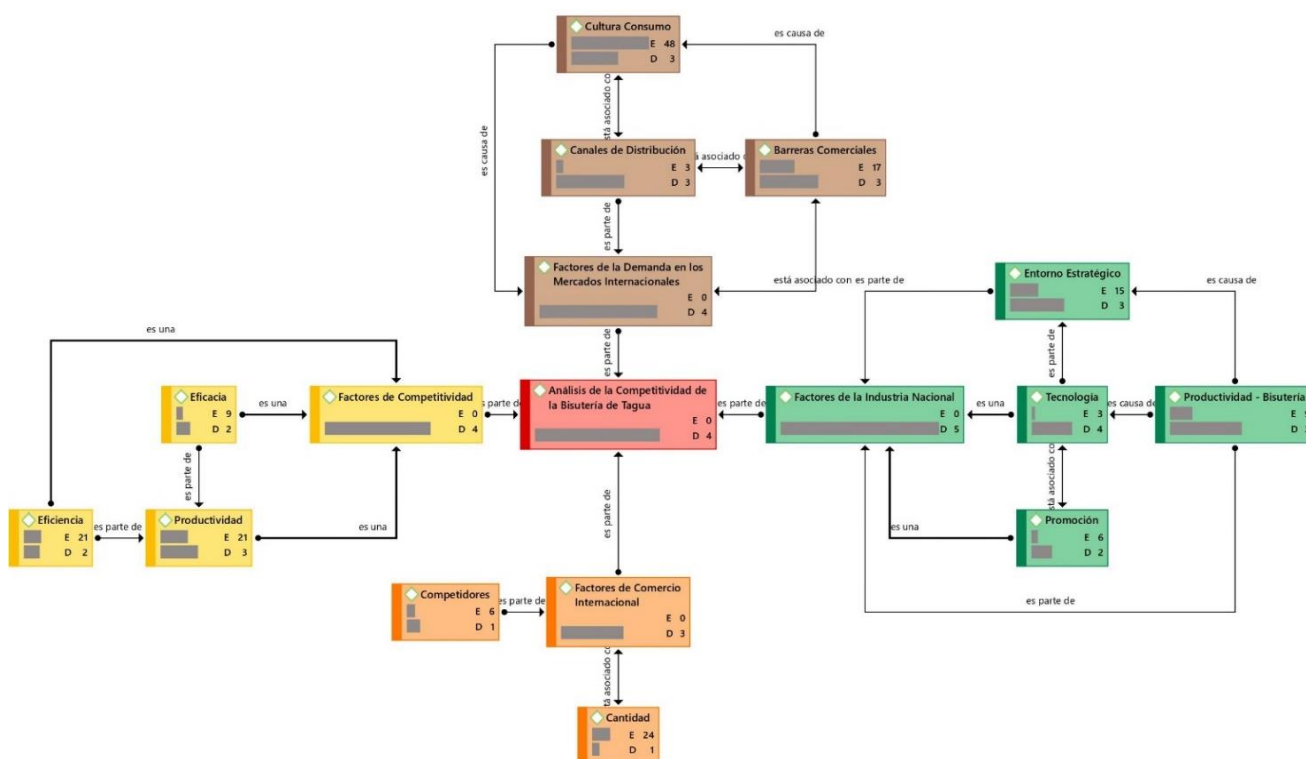 Cultura Consumo
E 48
D 3
es causa de
es causa de
está asociado co
Canales de Distribución
E 3
D 3
á asociado c
Barreras Comerciales
E 17
D 3
es parte de
Factores de la Demanda en los
Mercados Internacionales
E 0
D 4
está asociado con
es parte de
Entorno Estratégico
E 15
D 3
es causa de
es una
es parte de
es parte de
Eficacia
E 9
D 2
es una
Factores de Competitividad
E 0
D 4
es parte de
Análisis de la Competitividad de
la Bisutería de Tagua
E 0
D 4
es parte de
Factores de la Industria Nacional
E 0
D 5
es una
Tecnología
E 3
D 4
es causa de
Productividad - Bisutería
E 9
D
es parte de
es parte de
stá asociado co
Eficiencia
E 21
D 2
es parte de
Productividad
E 21
D 3
es una
es una
Promoción
E 6
D 2
Competidores
E 6
D 1
es parte de
Factores de Comercio
Internacional
E 0
D 3
es parte de
stá asociado co
Cantidad
E 24
D 1